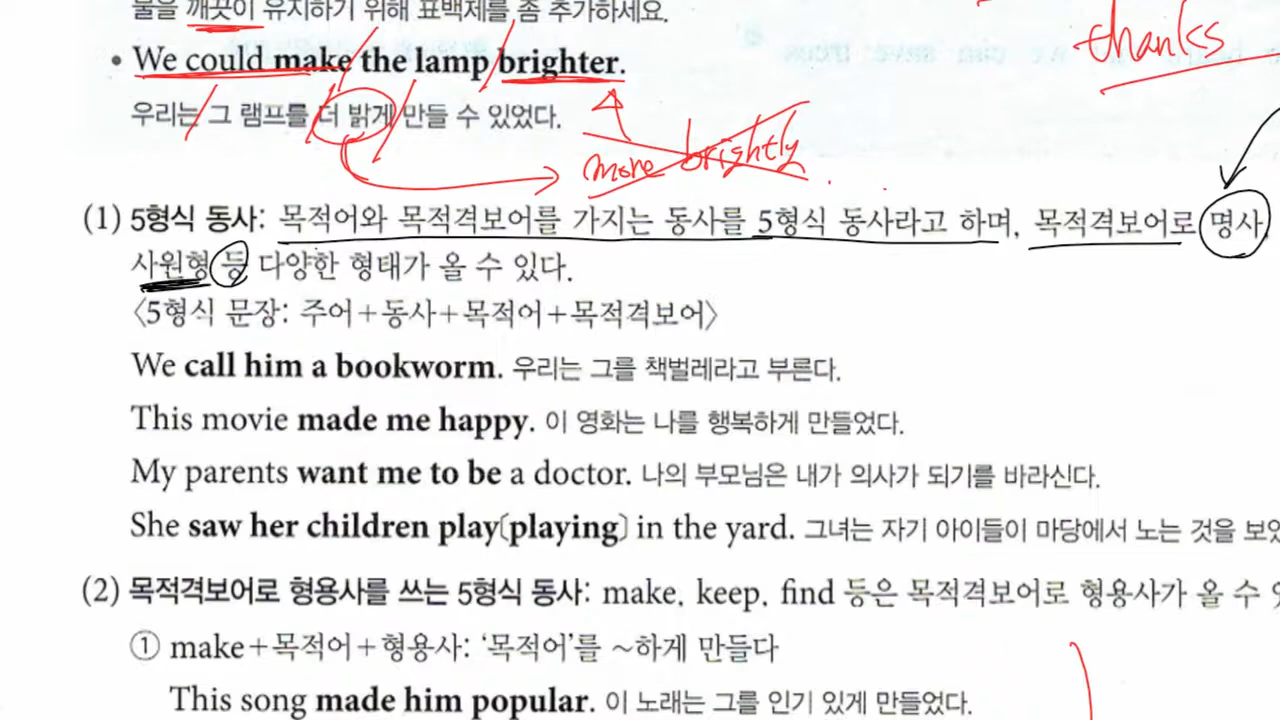 물을 깨끗이 유지하기 위해 표백제를 좀 추가하세요.
thanks
• We could make the lamp brighter.
우리는 그 램프를 더 밝게 만들 수 있었다.
more brightly
(1) 5형식 동사: 목적어와 목적격보어를 가지는 동사를 5형식 동사라고 하며, 목적격보어로 명사,
사원형 등 다양한 형태가 올 수 있다.
〈5형식 문장: 주어+동사+목적어+목적격보어〉
We call him a bookworm. 우리는 그를 책벌레라고 부른다.
This movie made me happy. 이 영화는 나를 행복하게 만들었다.
My parents want me to be a doctor. 나의 부모님은 내가 의사가 되기를 바라신다.
She saw her children play〔playing〕 in the yard. 그녀는 자기 아이들이 마당에서 노는 것을 보았
(2) 목적격보어로 형용사를 쓰는 5형식 동사: make, keep, find 등은 목적격보어로 형용사가 올 수
① make+목적어+형용사: '목적어'를 ~하게 만들다
This song made him popular. 이 노래는 그를 인기 있게 만들었다.